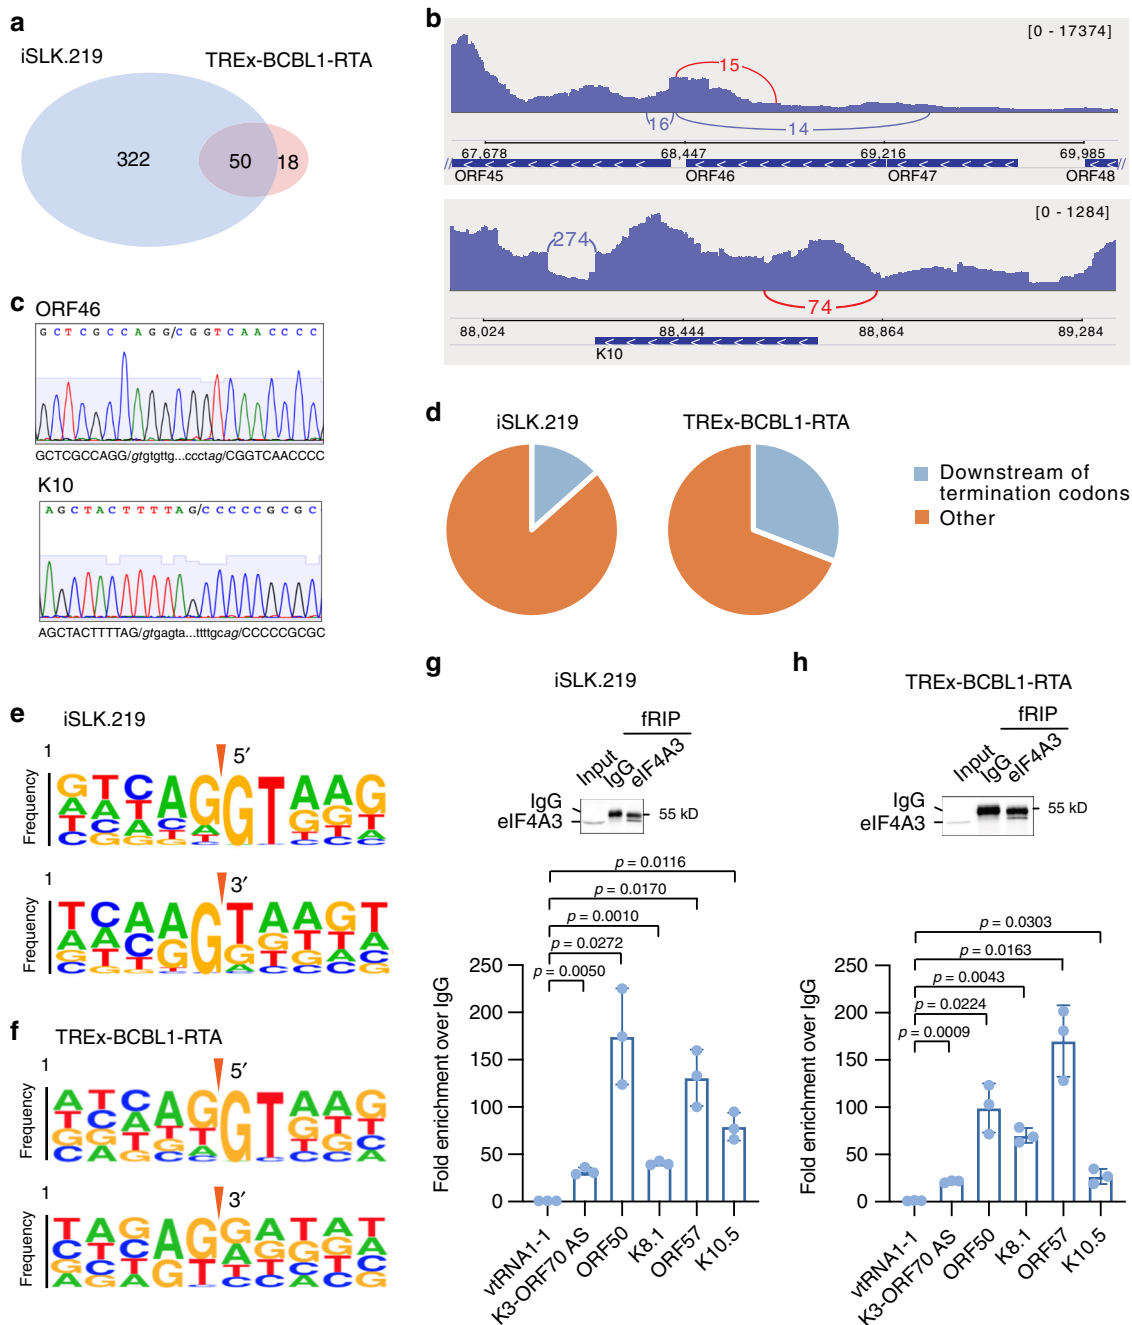 a
iSLK.219
TREx-BCBL1-RTA
322
50
18
b
[0 - 17374]
15
16
14
67,678
68,447
69,216
69,985
ORF45
ORF46
ORF47
ORF48
[0 - 1284]
274
74
88,024
88,444
88,864
89,284
K10
c
ORF46
G C T C G C C A G G/C G G T C A A C C C C
GCTCGCCAGG/gtgtgttg...ccctag/CGGTCAACCCC
K10
A G C T A C T T T T A G/C C C C C G C G C
AGCTACTTTTAG/gtgagta...ttttgcag/CCCCCGCGC
d
iSLK.219
TREx-BCBL1-RTA
Downstream of
termination codons
Other
e
iSLK.219
1
5′
Frequency
1
3′
Frequency
f
TREx-BCBL1-RTA
1
5′
Frequency
1
3′
Frequency
g
iSLK.219
fRIP
Input
IgG
eIF4A3
IgG
eIF4A3
55 kD
p = 0.0116
p = 0.0170
p = 0.0010
p = 0.0272
p = 0.0050
Fold enrichment over IgG
250
200
150
100
50
0
vtRNA1-1
K3-ORF70 AS
ORF50
K8.1
ORF57
K10.5
h
TREx-BCBL1-RTA
fRIP
Input
IgG
eIF4A3
IgG
eIF4A3
55 kD
p = 0.0303
p = 0.0163
p = 0.0043
p = 0.0224
p = 0.0009
Fold enrichment over IgG
250
200
150
100
50
0
vtRNA1-1
K3-ORF70 AS
ORF50
K8.1
ORF57
K10.5